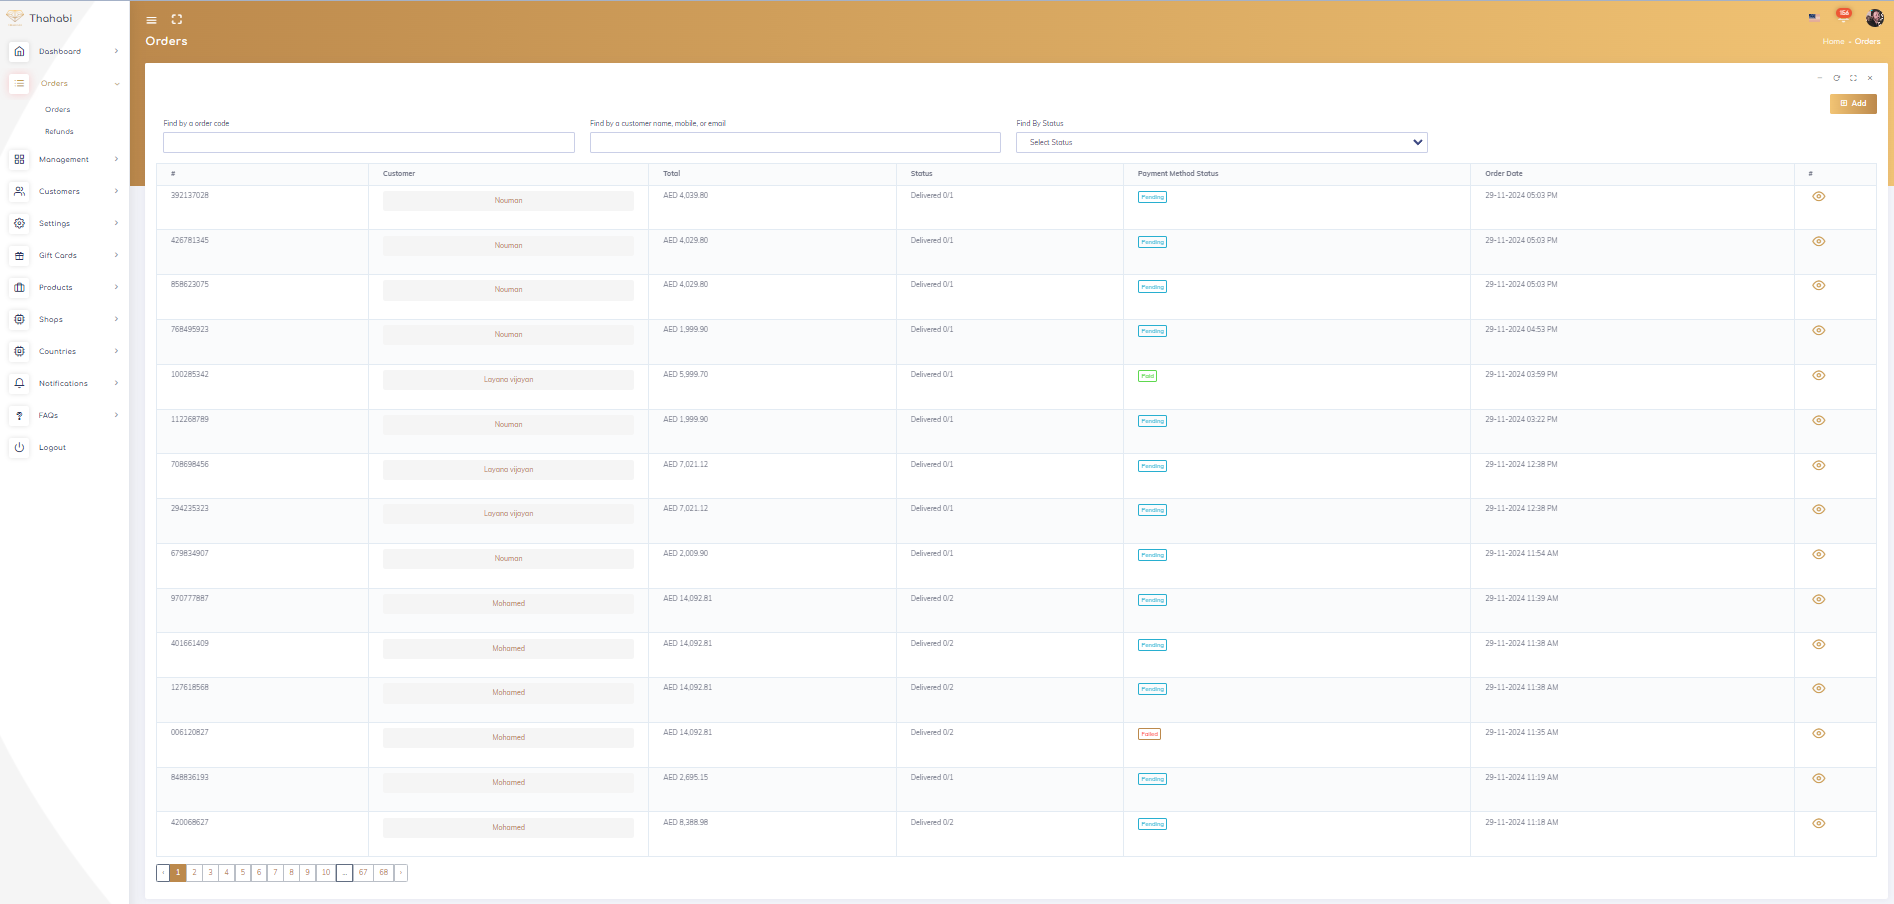 Thahabi
156
Orders
Home - Orders
Dashboard
Orders
Orders
Refunds
Management
Customers
Settings
Gift Cards
Products
Shops
Countries
Notifications
FAQs
Logout
Add
Find by a order code
Find by a customer name, mobile, or email
Find By Status
Select Status
# Customer Total Status Payment Method Status Order Date #
392137028 Nouman AED 4,039.80 Delivered 0/1 Pending 29-11-2024 05:03 PM
426781345 Nouman AED 4,029.80 Delivered 0/1 Pending 29-11-2024 05:03 PM
858623075 Nouman AED 4,029.80 Delivered 0/1 Pending 29-11-2024 05:03 PM
768495923 Nouman AED 1,999.90 Delivered 0/1 Pending 29-11-2024 04:53 PM
100285342 Layana vijayan AED 5,999.70 Delivered 0/1 Paid 29-11-2024 03:59 PM
112268789 Nouman AED 1,999.90 Delivered 0/1 Pending 29-11-2024 03:22 PM
708698456 Layana vijayan AED 7,021.12 Delivered 0/1 Pending 29-11-2024 12:38 PM
294235323 Layana vijayan AED 7,021.12 Delivered 0/1 Pending 29-11-2024 12:38 PM
679834907 Nouman AED 2,009.90 Delivered 0/1 Pending 29-11-2024 11:54 AM
970777887 Mohamed AED 14,092.81 Delivered 0/2 Pending 29-11-2024 11:39 AM
401661409 Mohamed AED 14,092.81 Delivered 0/2 Pending 29-11-2024 11:38 AM
127618568 Mohamed AED 14,092.81 Delivered 0/2 Pending 29-11-2024 11:38 AM
006120827 Mohamed AED 14,092.81 Delivered 0/2 Failed 29-11-2024 11:35 AM
848836193 Mohamed AED 2,695.15 Delivered 0/1 Pending 29-11-2024 11:19 AM
420068627 Mohamed AED 8,388.98 Delivered 0/2 Pending 29-11-2024 11:18 AM
‹ 1 2 3 4 5 6 7 8 9 10 ... 67 68 ›